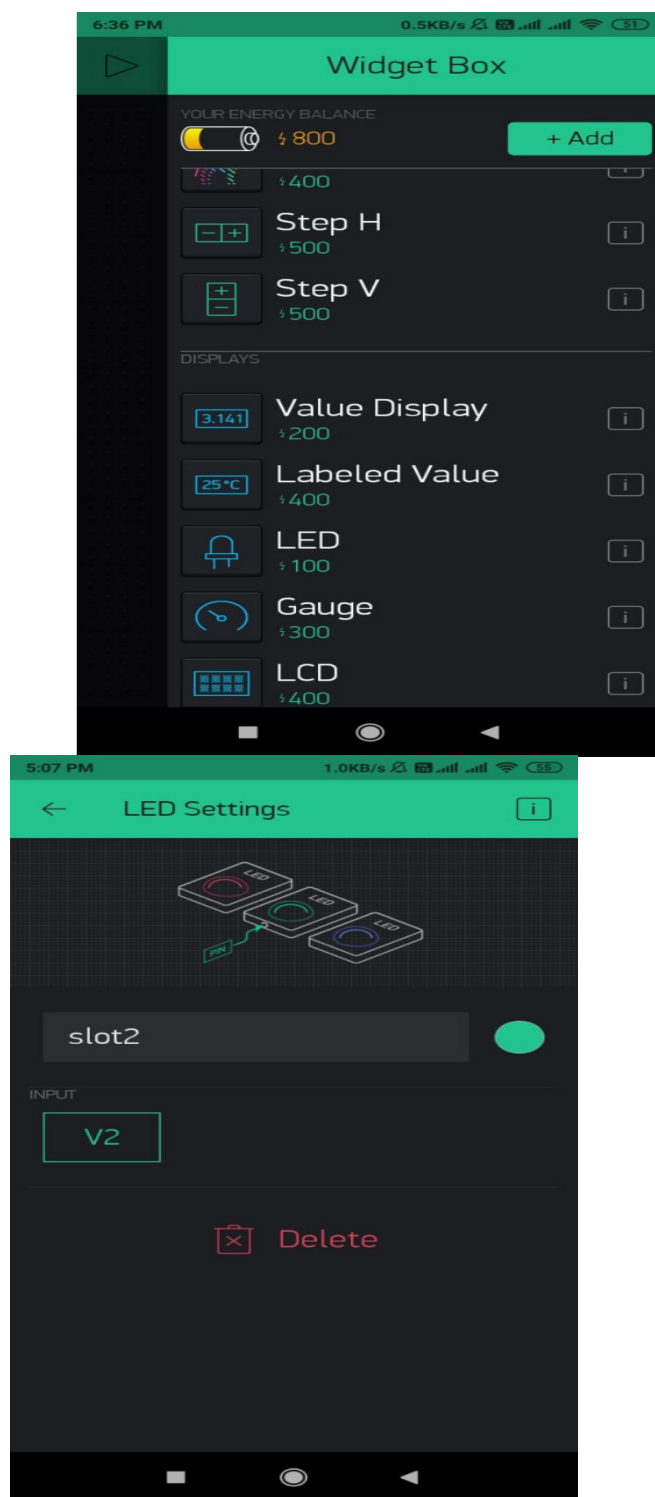 6:36 PM 0.5KB/s 51
Widget Box
YOUR ENERGY BALANCE
800
+ Add
400
Step H
500
i
Step V
500
i
DISPLAYS
3.141
Value Display
200
i
25°C
Labeled Value
400
i
LED
100
i
Gauge
300
i
LCD
400
i
5:07 PM 1.0KB/s 55
← LED Settings i
LED
LED
LED
PIN
slot2
INPUT
V2
Delete